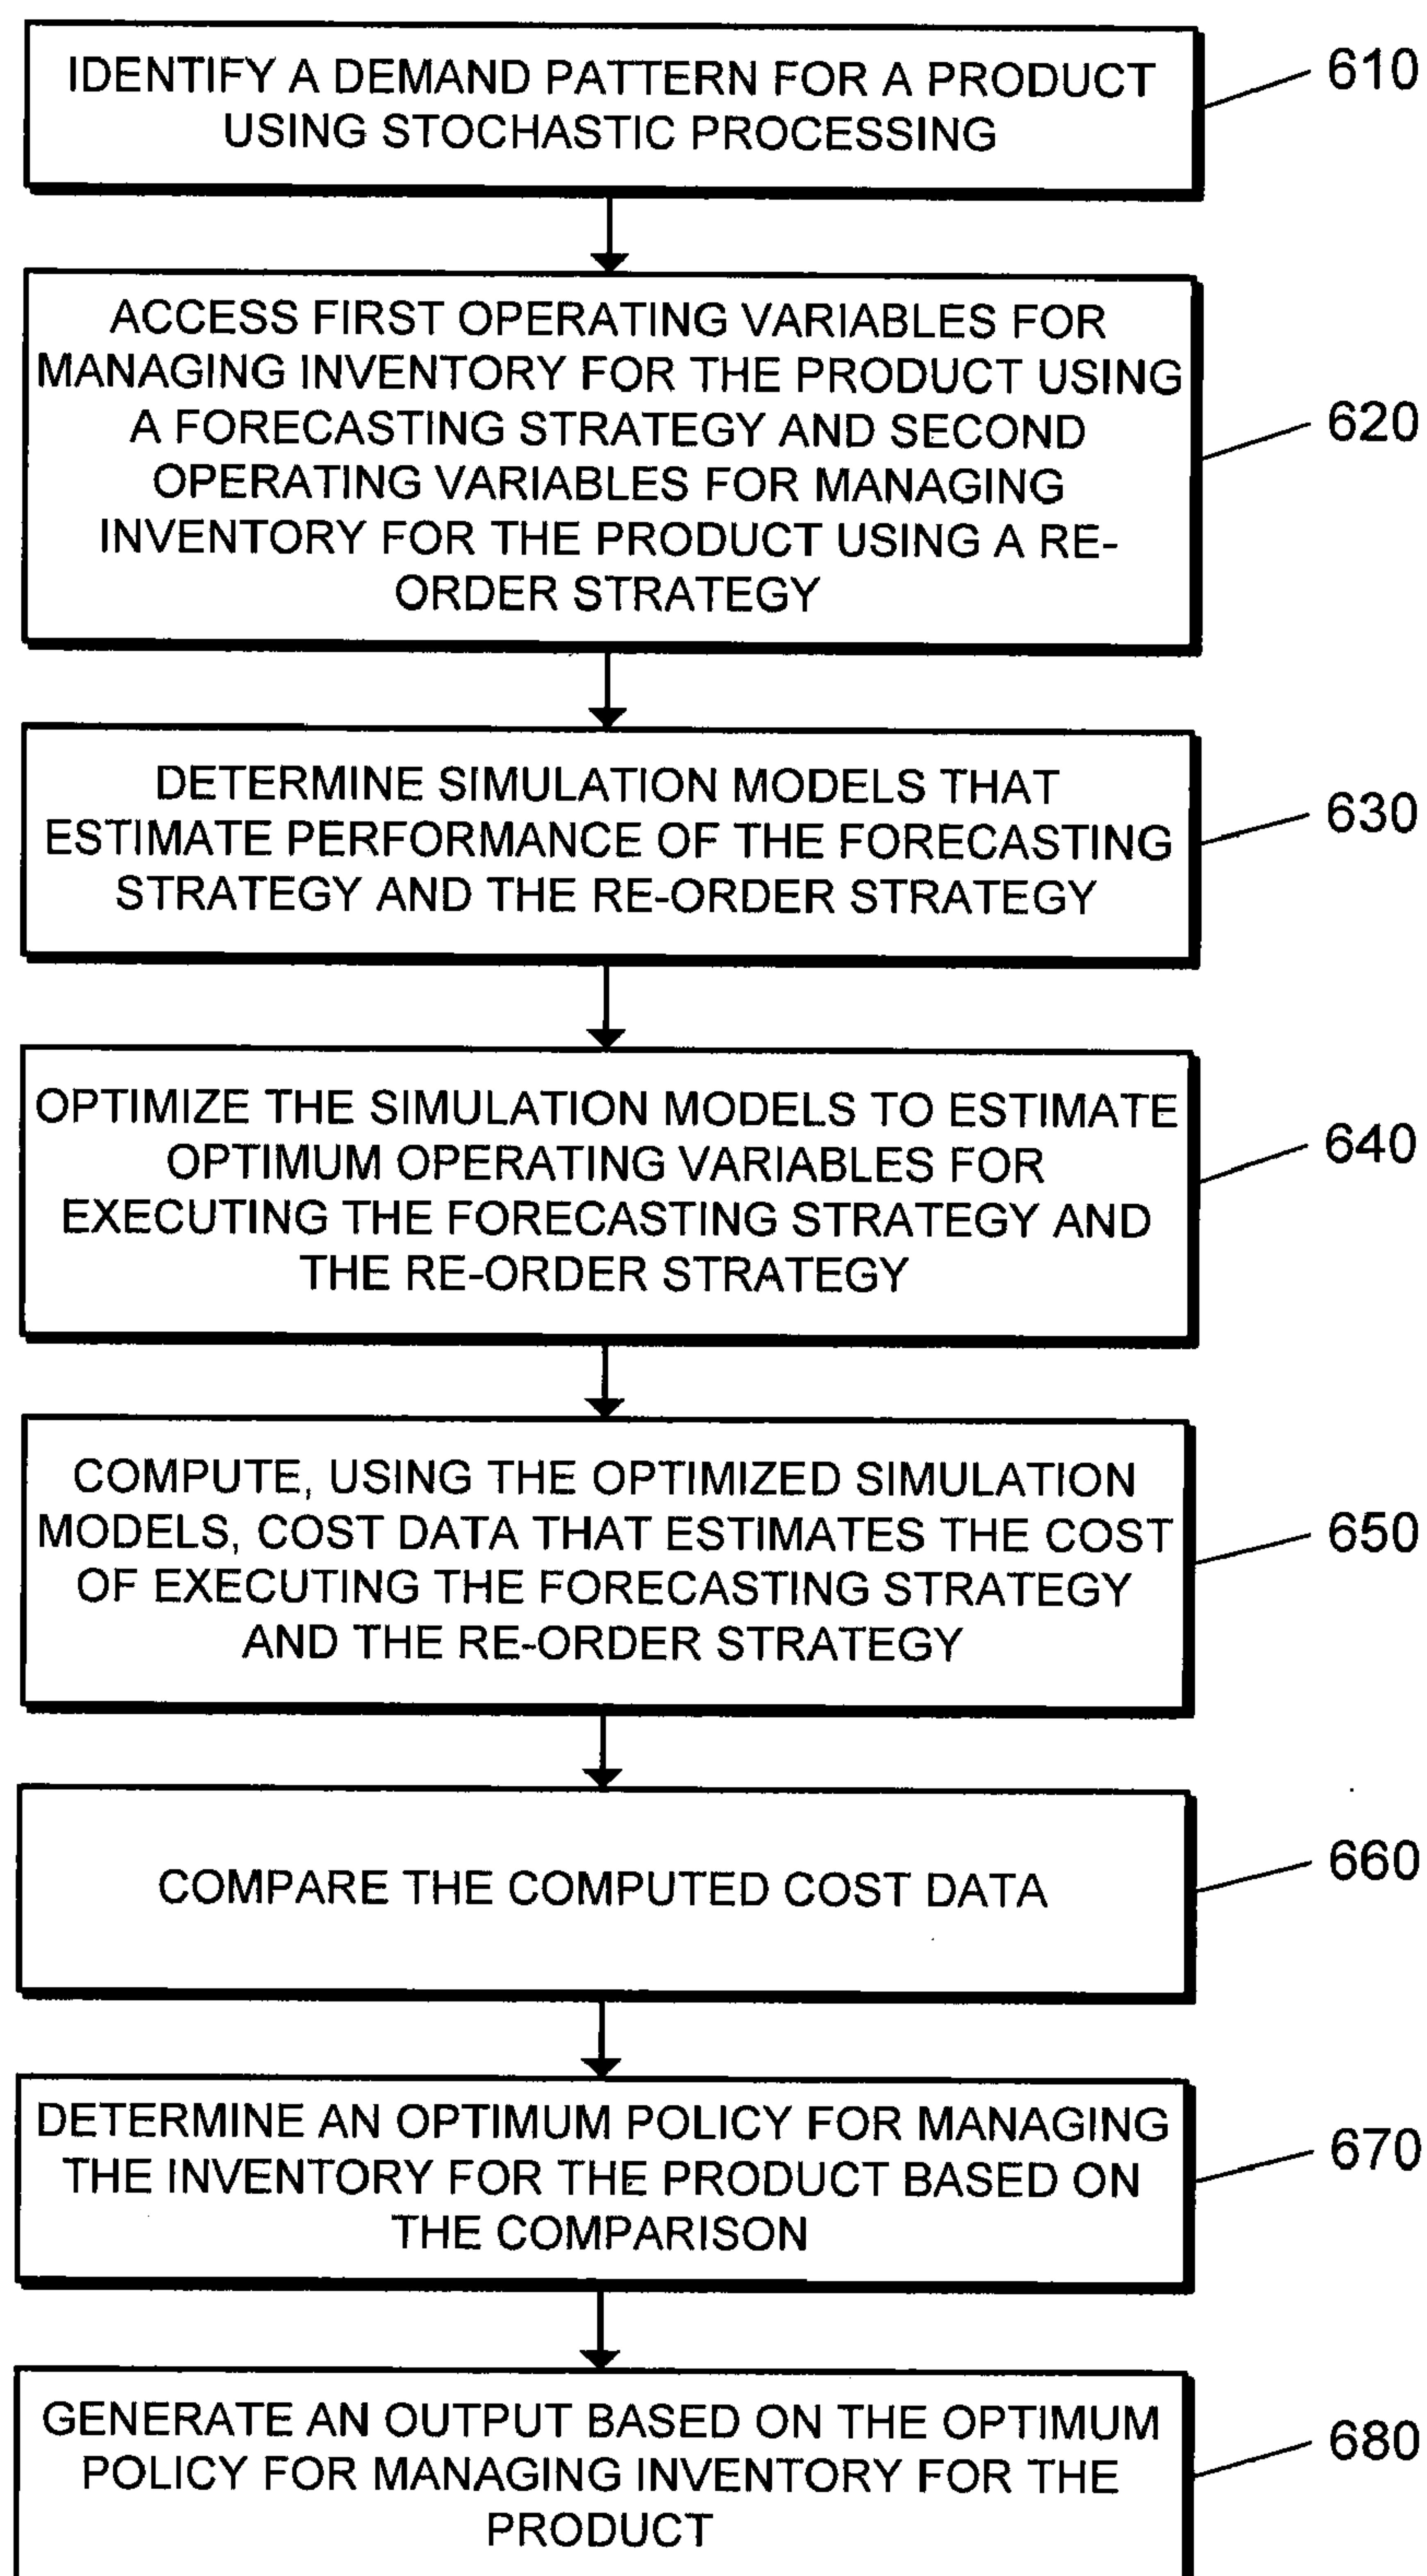 IDENTIFY A DEMAND PATTERN FOR A PRODUCT
USING STOCHASTIC PROCESSING
610
ACCESS FIRST OPERATING VARIABLES FOR
MANAGING INVENTORY FOR THE PRODUCT USING
A FORECASTING STRATEGY AND SECOND
OPERATING VARIABLES FOR MANAGING
INVENTORY FOR THE PRODUCT USING A RE-
ORDER STRATEGY
620
DETERMINE SIMULATION MODELS THAT
ESTIMATE PERFORMANCE OF THE FORECASTING
STRATEGY AND THE RE-ORDER STRATEGY
630
OPTIMIZE THE SIMULATION MODELS TO ESTIMATE
OPTIMUM OPERATING VARIABLES FOR
EXECUTING THE FORECASTING STRATEGY AND
THE RE-ORDER STRATEGY
640
COMPUTE, USING THE OPTIMIZED SIMULATION
MODELS, COST DATA THAT ESTIMATES THE COST
OF EXECUTING THE FORECASTING STRATEGY
AND THE RE-ORDER STRATEGY
650
COMPARE THE COMPUTED COST DATA
660
DETERMINE AN OPTIMUM POLICY FOR MANAGING
THE INVENTORY FOR THE PRODUCT BASED ON
THE COMPARISON
670
GENERATE AN OUTPUT BASED ON THE OPTIMUM
POLICY FOR MANAGING INVENTORY FOR THE
PRODUCT
680